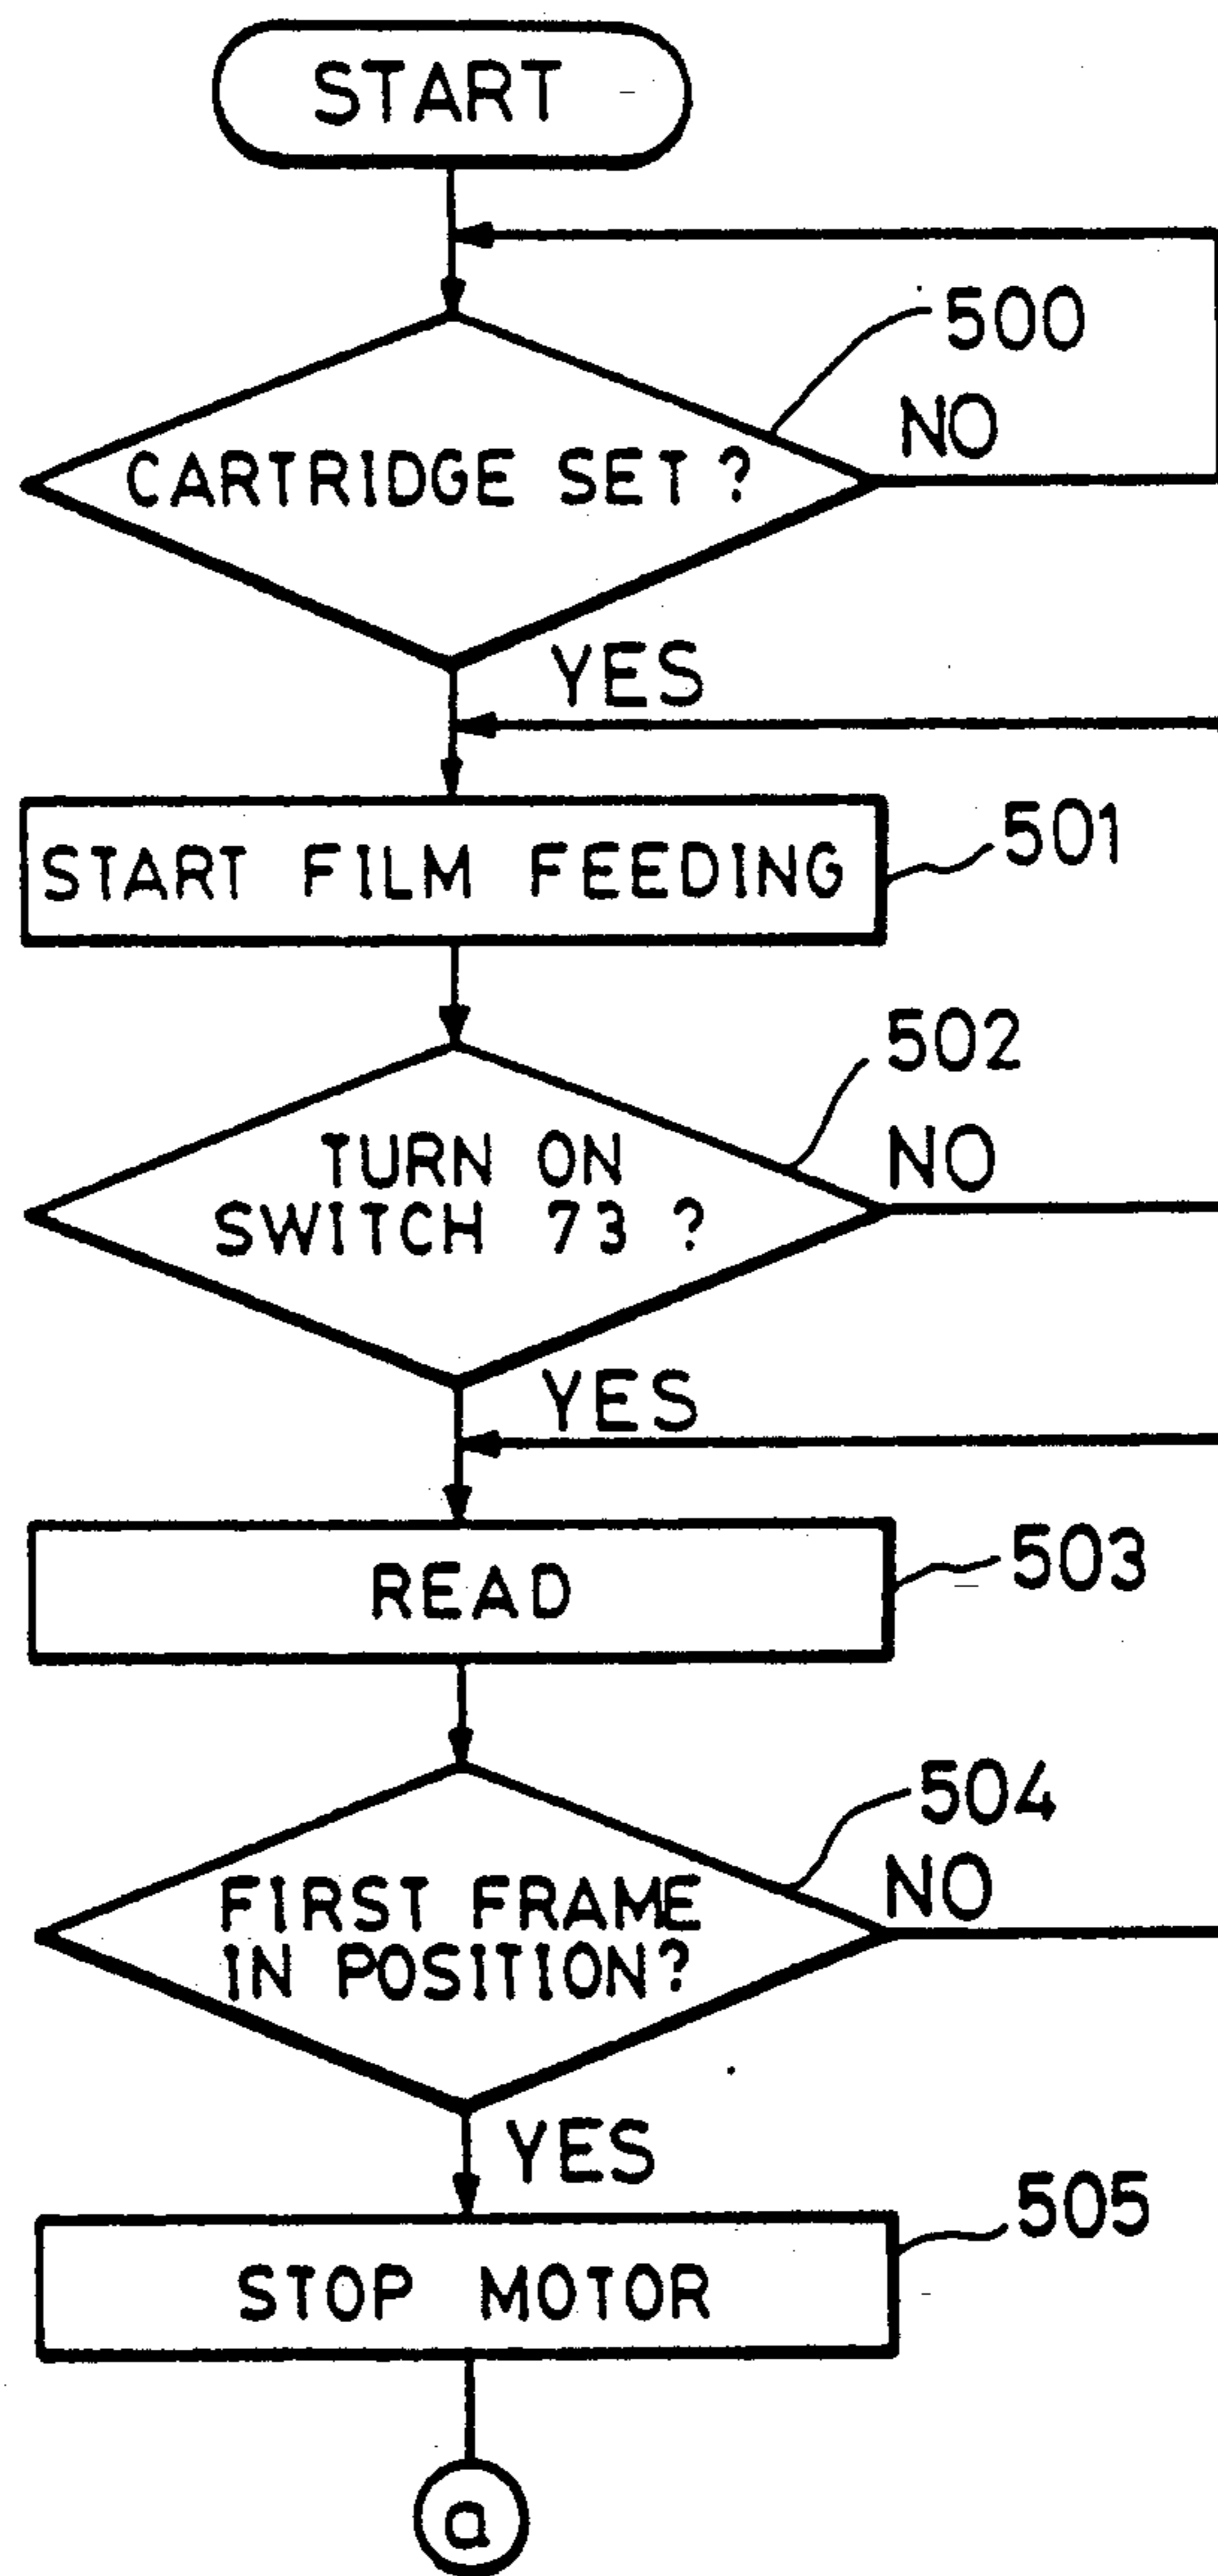 START
500
NO
CARTRIDGE SET ?
YES
START FILM FEEDING
501
502
NO
TURN ON
SWITCH 73 ?
YES
READ
503
504
NO
FIRST FRAME
IN POSITION?
YES
505
STOP MOTOR
a